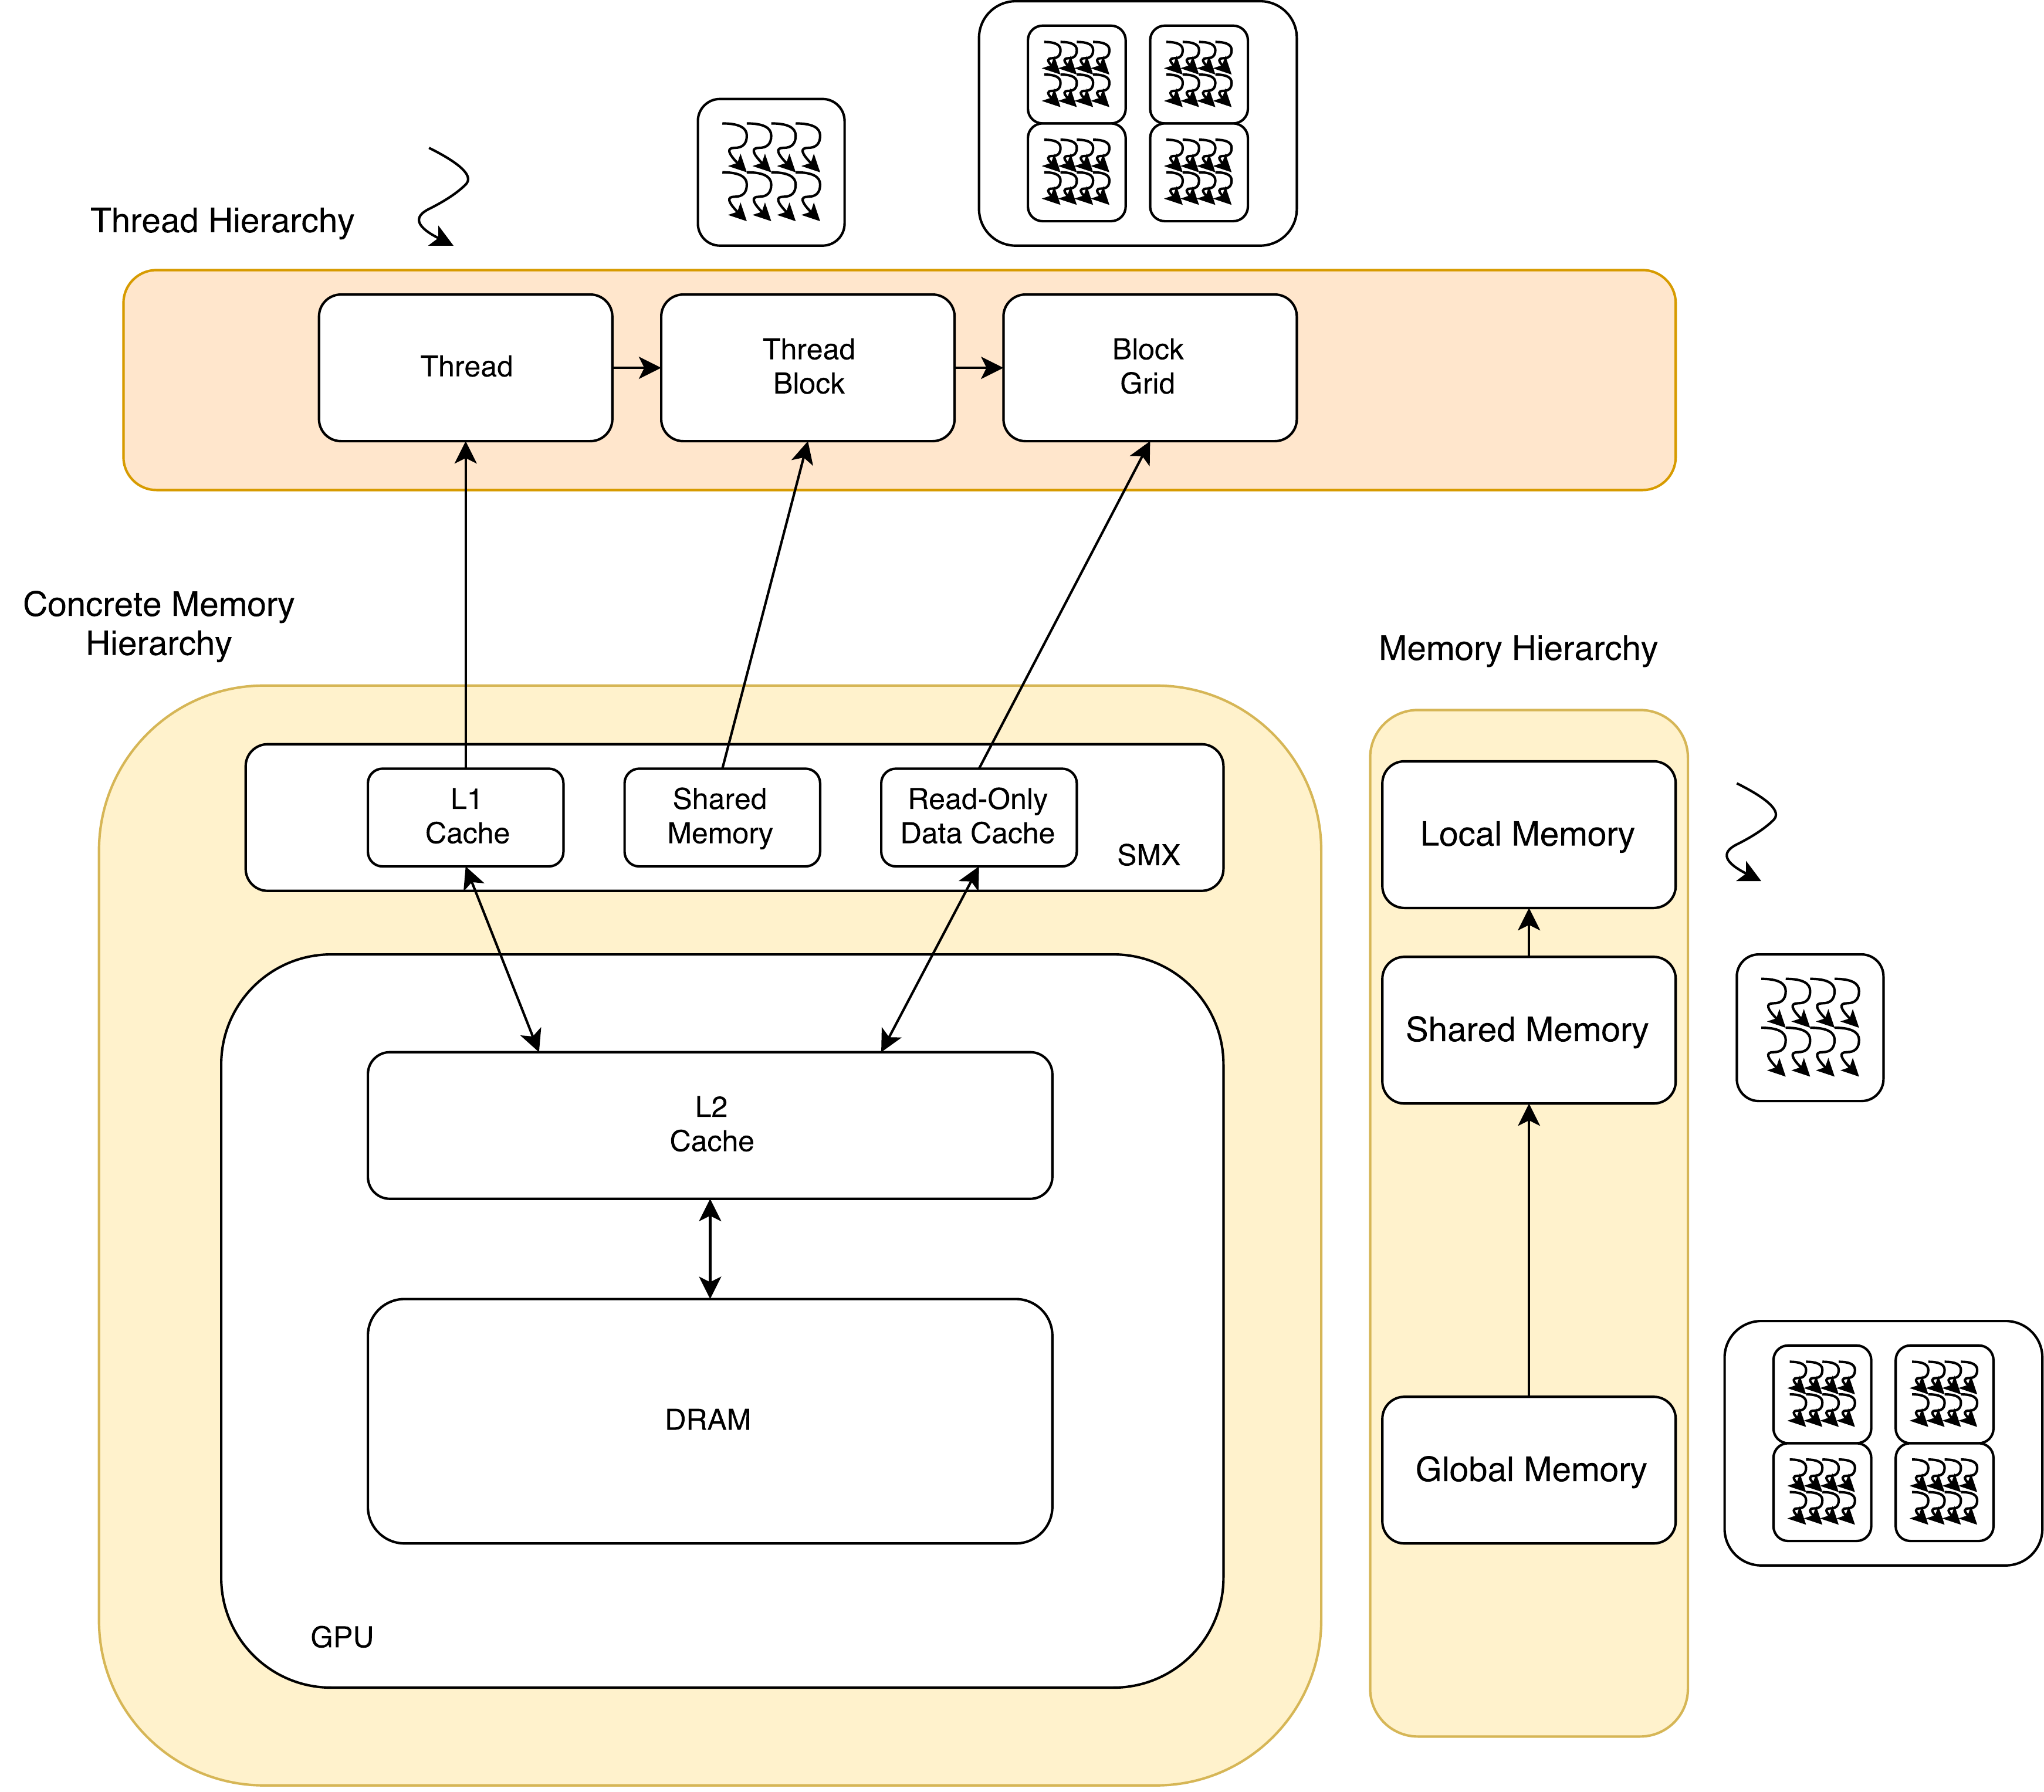 Thread Hierarchy
Thread
Thread
Block
Block
Grid
Concrete Memory
Hierarchy
Memory Hierarchy
L1
Cache
Shared
Memory
Read-Only
Data Cache
SMX
Local Memory
Shared Memory
L2
Cache
DRAM
Global Memory
GPU